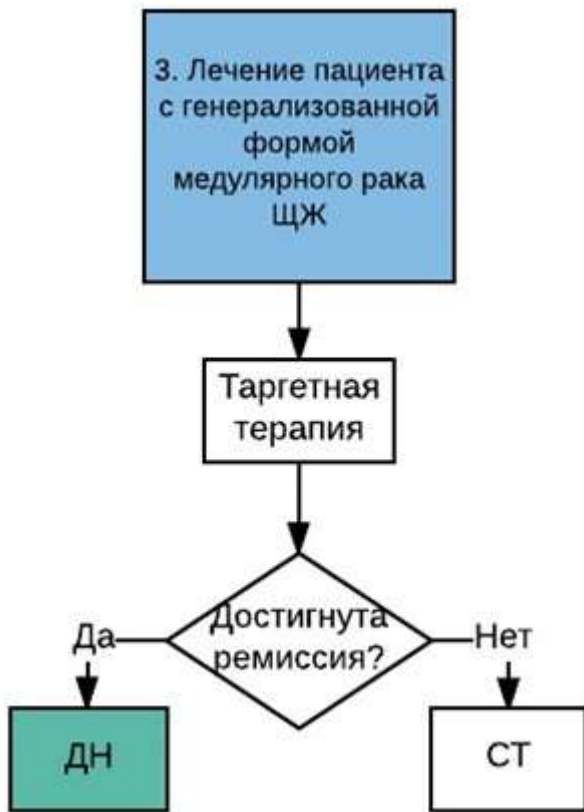 3. Лечение пациента
с генерализованной
формой
медулярного рака
ЩЖ
Таргетная
терапия
Достигнута
ремиссия?
Да
Нет
ДН
СТ